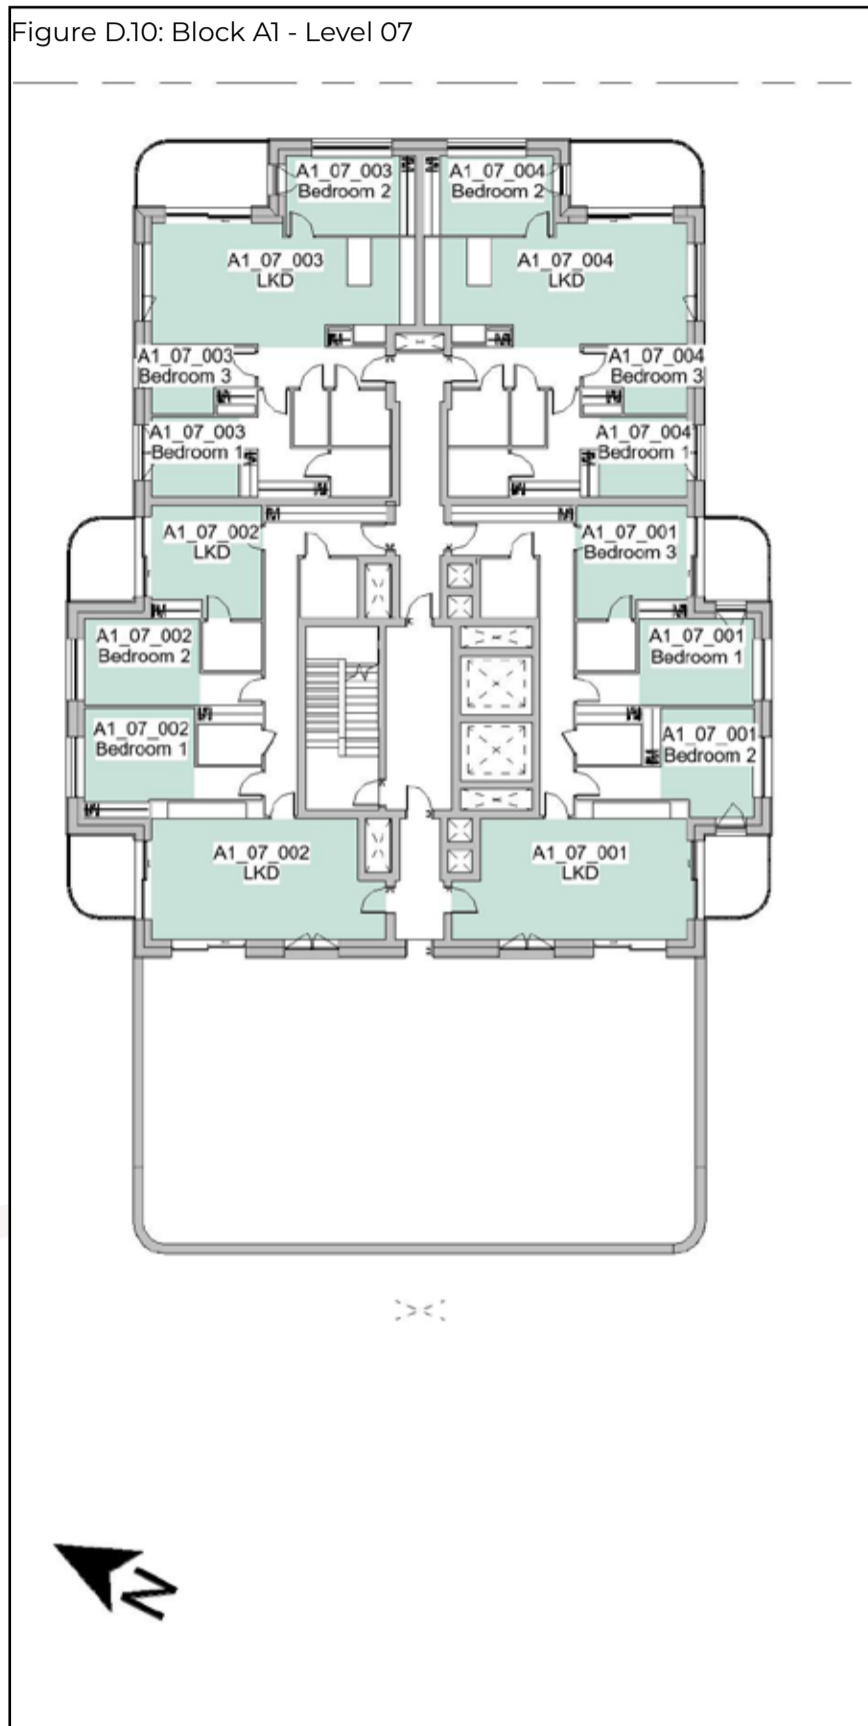 Figure D.10: Block A1 - Level 07
A1_07_003
Bedroom 2
A1_07_004
Bedroom 2
A1_07_003
LKD
A1_07_004
LKD
A1_07_003
Bedroom 3
A1_07_004
Bedroom 3
A1_07_003
Bedroom 1
A1_07_004
Bedroom 1
A1_07_002
LKD
A1_07_001
Bedroom 3
A1_07_002
Bedroom 2
A1_07_001
Bedroom 1
A1_07_002
Bedroom 1
A1_07_001
Bedroom 2
A1_07_002
LKD
A1_07_001
LKD
N